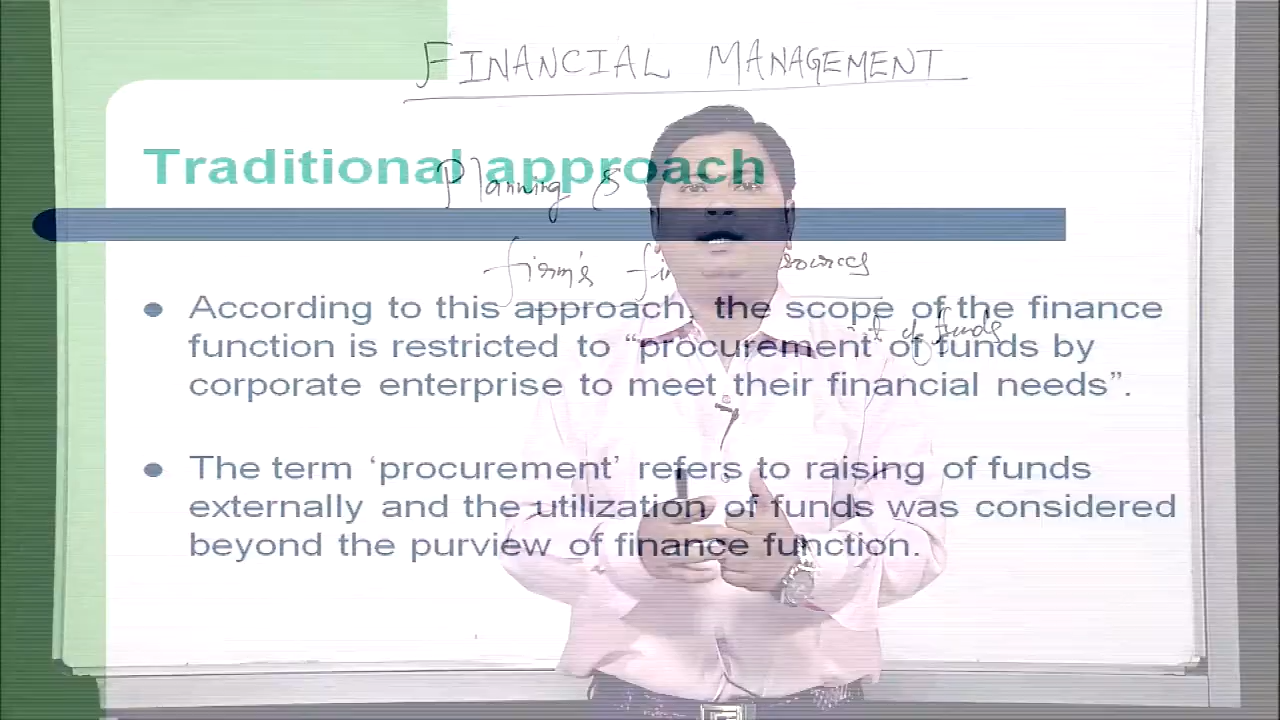 FINANCIAL MANAGEMENT
Traditional approach
Planning &
firm's
According to this approach, the scope of the finance
function is restricted to “procurement of funds by
corporate enterprise to meet their financial needs”.
of funds
The term ‘procurement’ refers to raising of funds
externally and the utilization of funds was considered
beyond the purview of finance function.